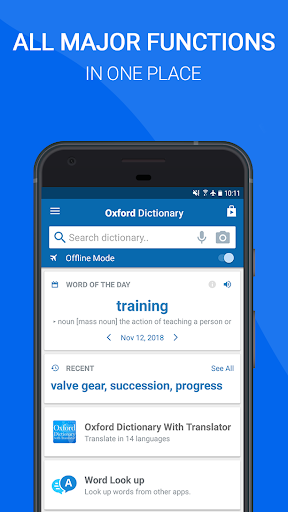 ALL MAJOR FUNCTIONS
IN ONE PLACE
10:11
Oxford Dictionary
Search dictionary..
Offline Mode
WORD OF THE DAY
training
- noun [mass noun] the action of teaching a person or
Nov 12, 2018
RECENT See All
valve gear, succession, progress
Oxford Dictionary With Translator
Translate in 14 languages
Word Look up
Look up words from other apps.